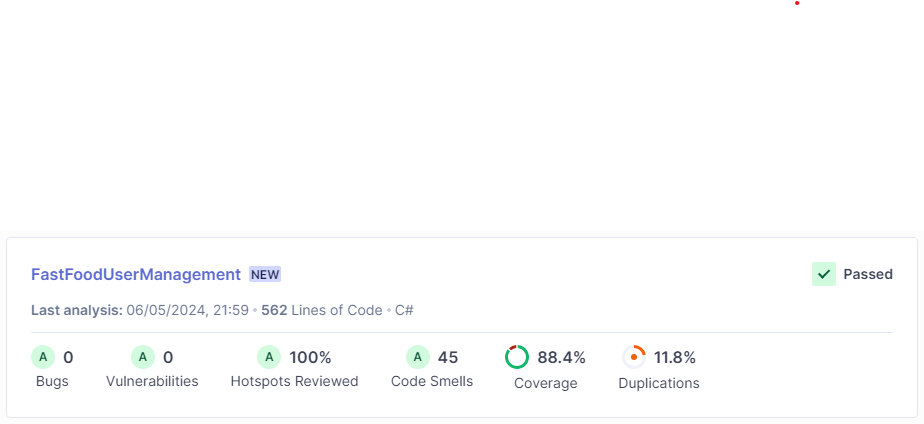 FastFoodUserManagement NEW Passed
Last analysis: 06/05/2024, 21:59 • 562 Lines of Code • C#
A 0 A 0 A 100% A 45 88.4% 11.8%
Bugs Vulnerabilities Hotspots Reviewed Code Smells Coverage Duplications